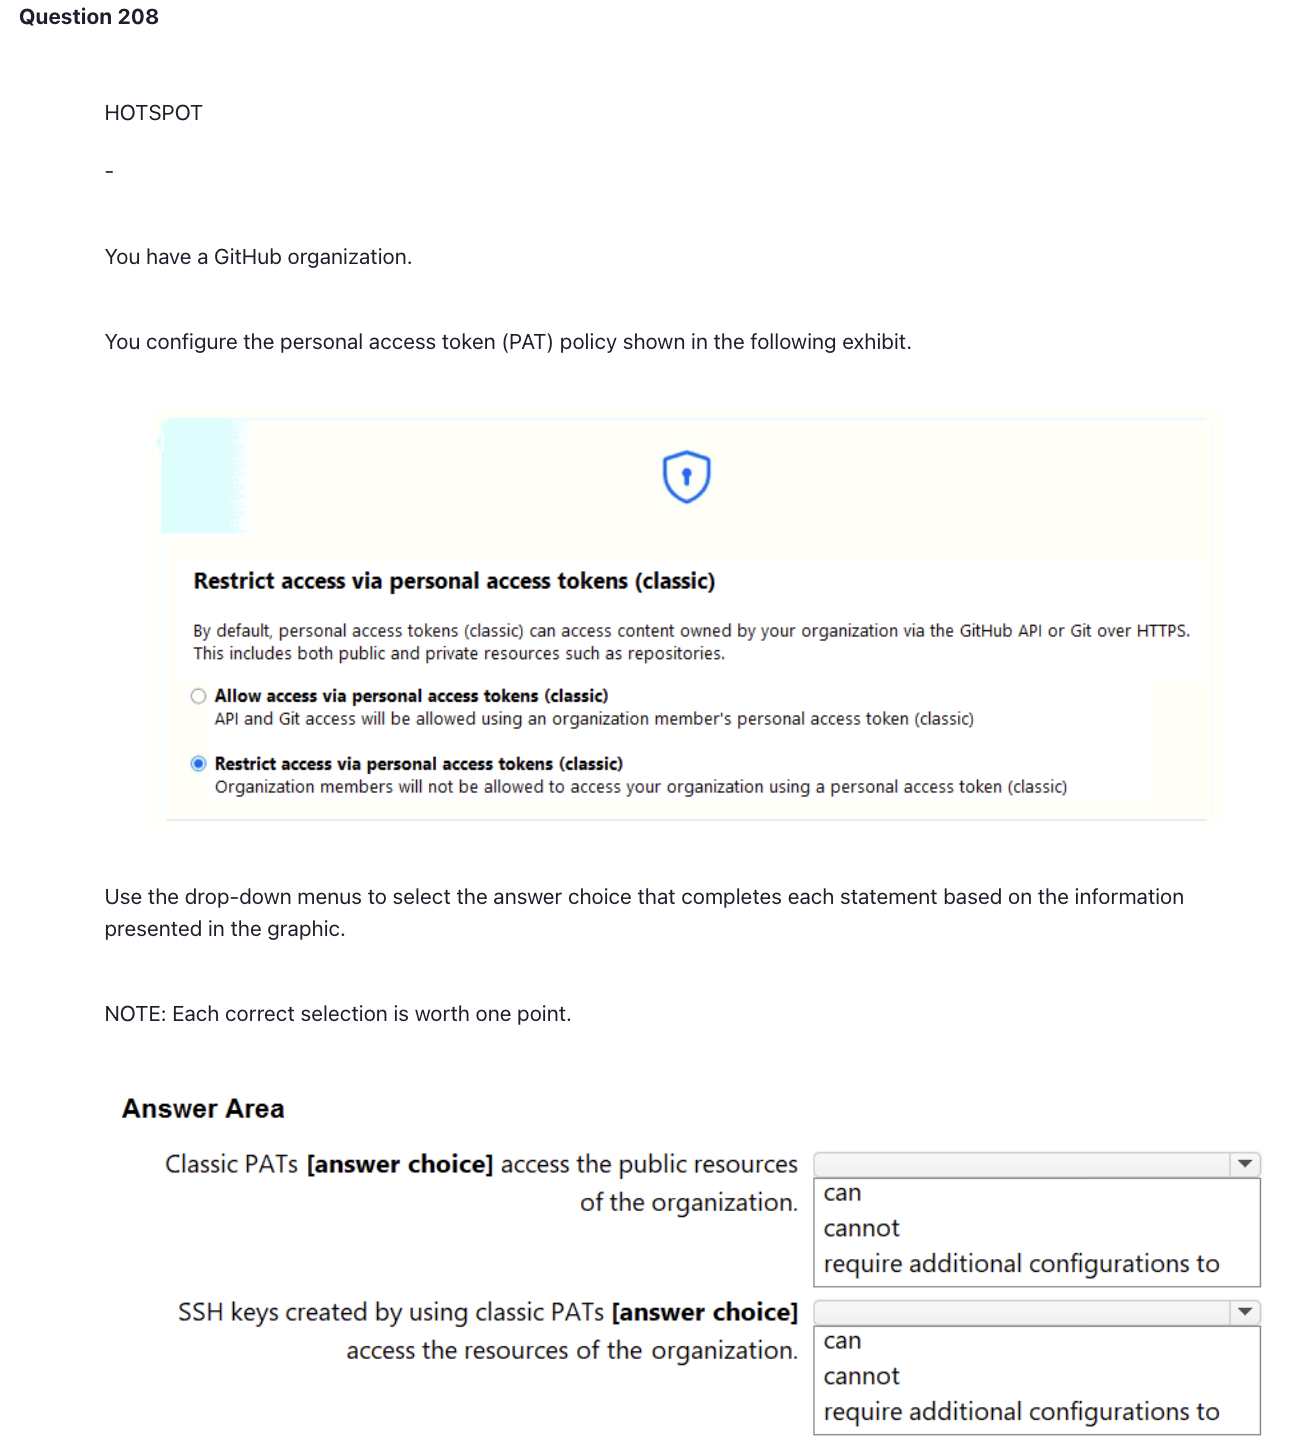 Question 208
HOTSPOT
-
You have a GitHub organization.
You configure the personal access token (PAT) policy shown in the following exhibit.
Restrict access via personal access tokens (classic)
By default, personal access tokens (classic) can access content owned by your organization via the GitHub API or Git over HTTPS.
This includes both public and private resources such as repositories.
Allow access via personal access tokens (classic)
API and Git access will be allowed using an organization member's personal access token (classic)
Restrict access via personal access tokens (classic)
Organization members will not be allowed to access your organization using a personal access token (classic)
Use the drop-down menus to select the answer choice that completes each statement based on the information
presented in the graphic.
NOTE: Each correct selection is worth one point.
Answer Area
Classic PATs [answer choice] access the public resources
of the organization.
can
cannot
require additional configurations to
SSH keys created by using classic PATs [answer choice]
access the resources of the organization.
can
cannot
require additional configurations to